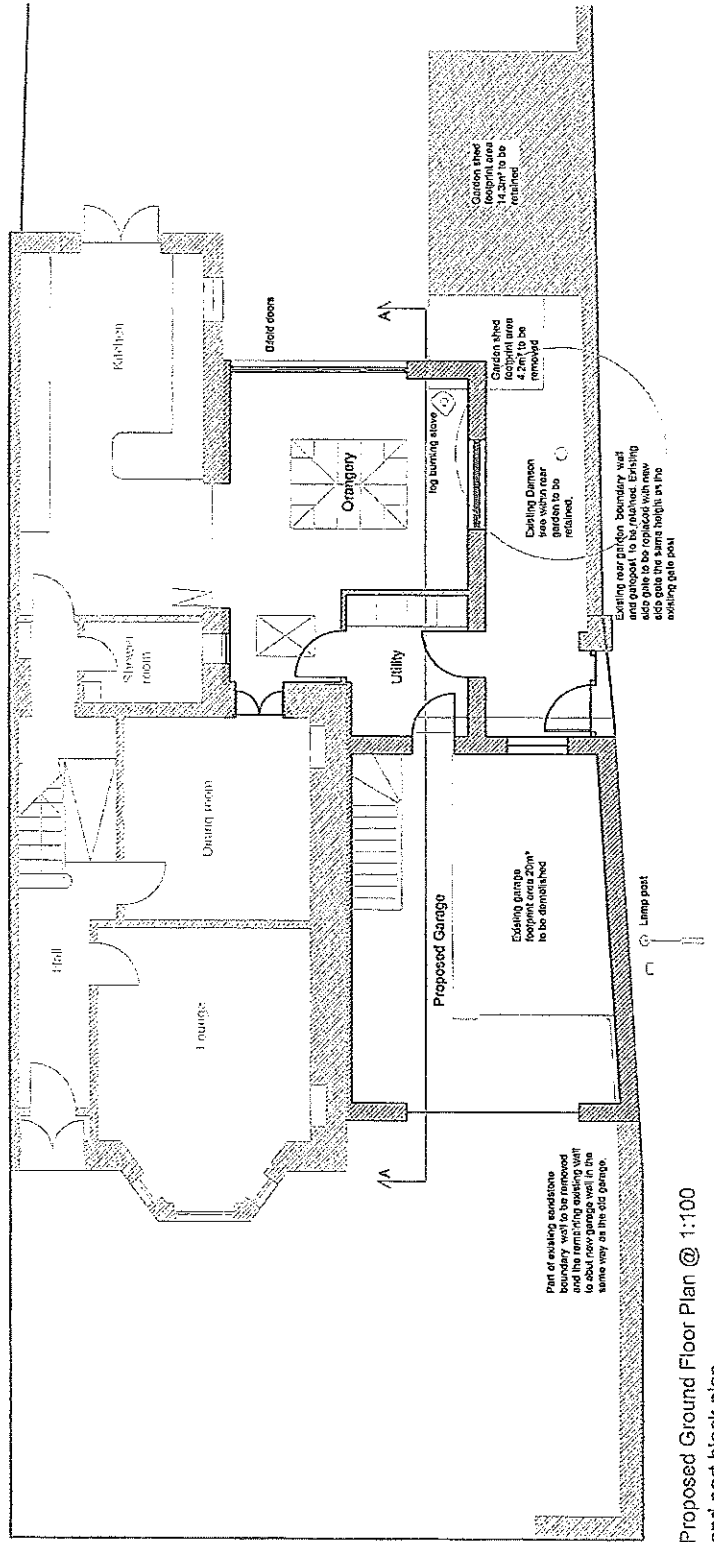 Kitchen
Shower
room
Hall
Dining room
Lounge
Bifold doors
Orangery
log burning stove
Utility
A
A
Proposed Garage
Existing garage
footprint area 20m²
to be demolished
Garden shed
footprint area
14.3m² to be
retained
Garden shed
footprint area
4.2m² to be
removed
Existing Damson
tree within rear
garden to be
retained.
Existing rear garden boundary wall
and gatepost to be retained. Existing
side gate to be replaced with new
side gate the same height as the
existing gate post
Lamp post
Part of existing sandstone
boundary wall to be removed
and the remaining existing wall
to abut new garage wall in the
same way as the old garage.
Proposed Ground Floor Plan @ 1:100
and part block plan